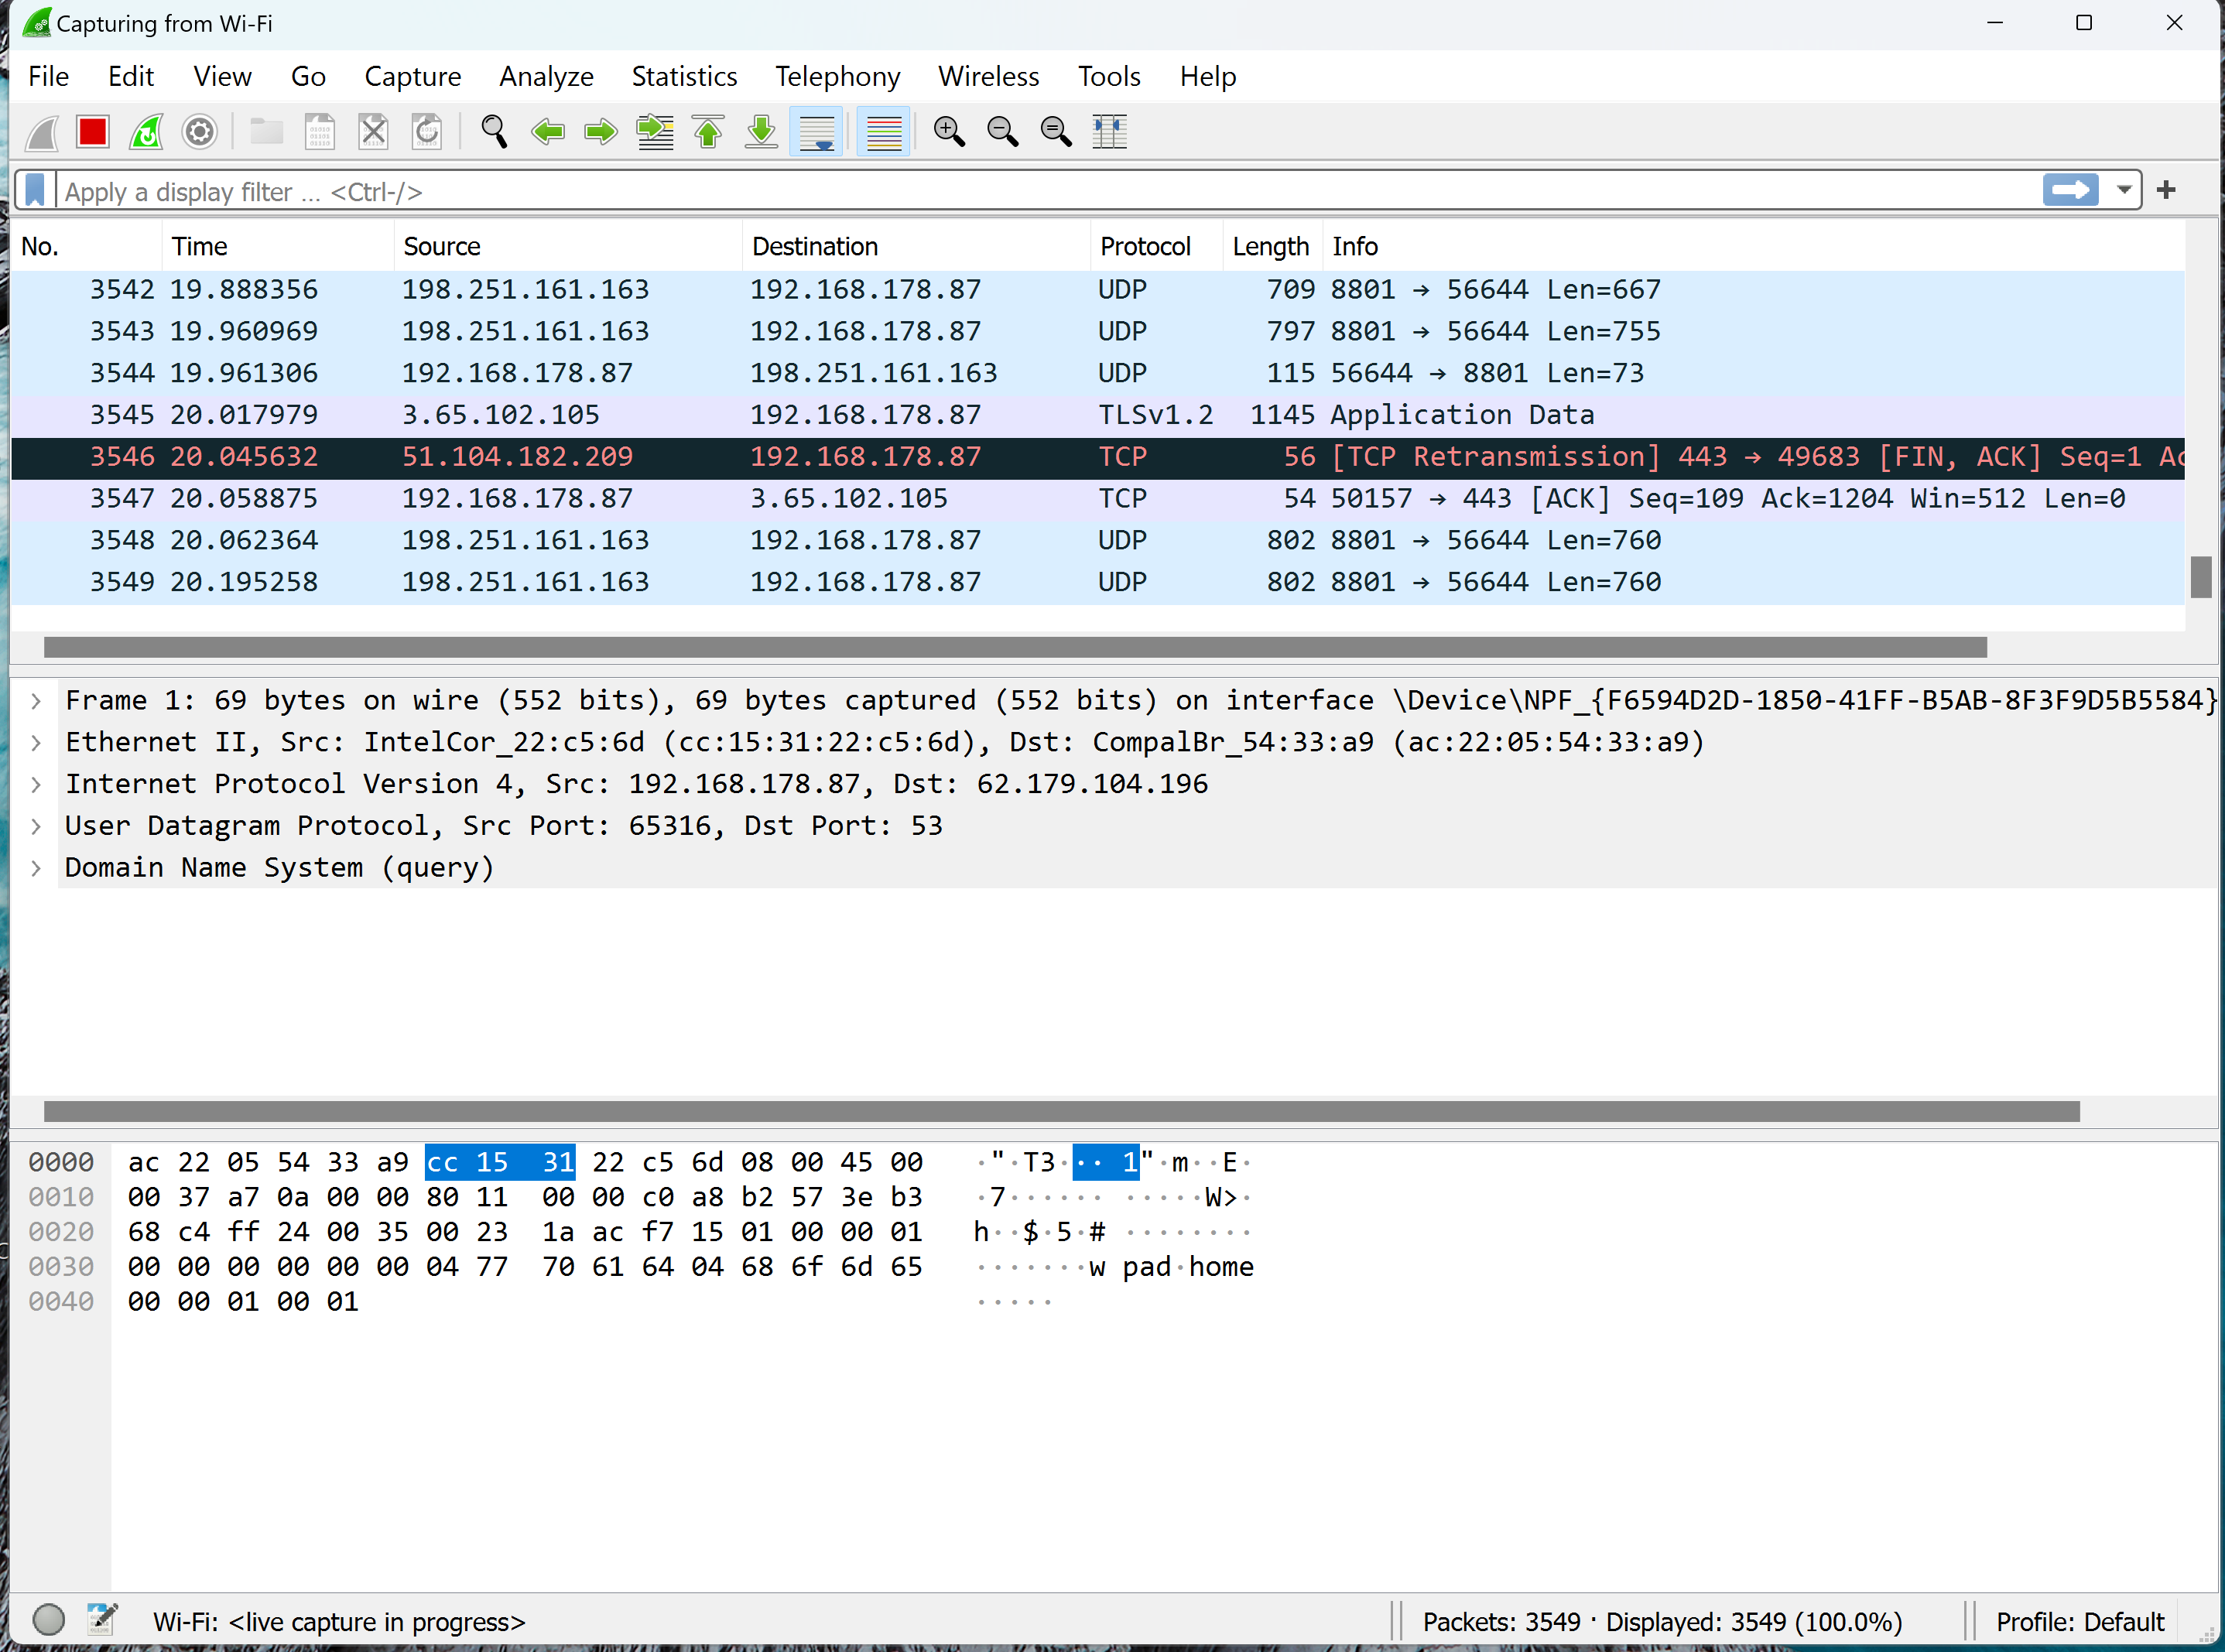 Capturing from Wi-Fi
File Edit View Go Capture Analyze Statistics Telephony Wireless Tools Help
Apply a display filter ... <Ctrl-/>
No. Time Source Destination Protocol Length Info
3542 19.888356 198.251.161.163 192.168.178.87 UDP 709 8801 → 56644 Len=667
3543 19.960969 198.251.161.163 192.168.178.87 UDP 797 8801 → 56644 Len=755
3544 19.961306 192.168.178.87 198.251.161.163 UDP 115 56644 → 8801 Len=73
3545 20.017979 3.65.102.105 192.168.178.87 TLSv1.2 1145 Application Data
3546 20.045632 51.104.182.209 192.168.178.87 TCP 56 [TCP Retransmission] 443 → 49683 [FIN, ACK] Seq=1 Ac
3547 20.058875 192.168.178.87 3.65.102.105 TCP 54 50157 → 443 [ACK] Seq=109 Ack=1204 Win=512 Len=0
3548 20.062364 198.251.161.163 192.168.178.87 UDP 802 8801 → 56644 Len=760
3549 20.195258 198.251.161.163 192.168.178.87 UDP 802 8801 → 56644 Len=760
Frame 1: 69 bytes on wire (552 bits), 69 bytes captured (552 bits) on interface \Device\NPF_{F6594D2D-1850-41FF-B5AB-8F3F9D5B5584}
Ethernet II, Src: IntelCor_22:c5:6d (cc:15:31:22:c5:6d), Dst: CompalBr_54:33:a9 (ac:22:05:54:33:a9)
Internet Protocol Version 4, Src: 192.168.178.87, Dst: 62.179.104.196
User Datagram Protocol, Src Port: 65316, Dst Port: 53
Domain Name System (query)
0000 ac 22 05 54 33 a9 cc 15 31 22 c5 6d 08 00 45 00 ·"·T3··· 1"·m··E·
0010 00 37 a7 0a 00 00 80 11 00 00 c0 a8 b2 57 3e b3 ·7······ ·····W>·
0020 68 c4 ff 24 00 35 00 23 1a ac f7 15 01 00 00 01 h··$·5·# ········
0030 00 00 00 00 00 00 04 77 70 61 64 04 68 6f 6d 65 ·······w pad·home
0040 00 00 01 00 01 ·····
Wi-Fi: <live capture in progress> Packets: 3549 · Displayed: 3549 (100.0%) Profile: Default